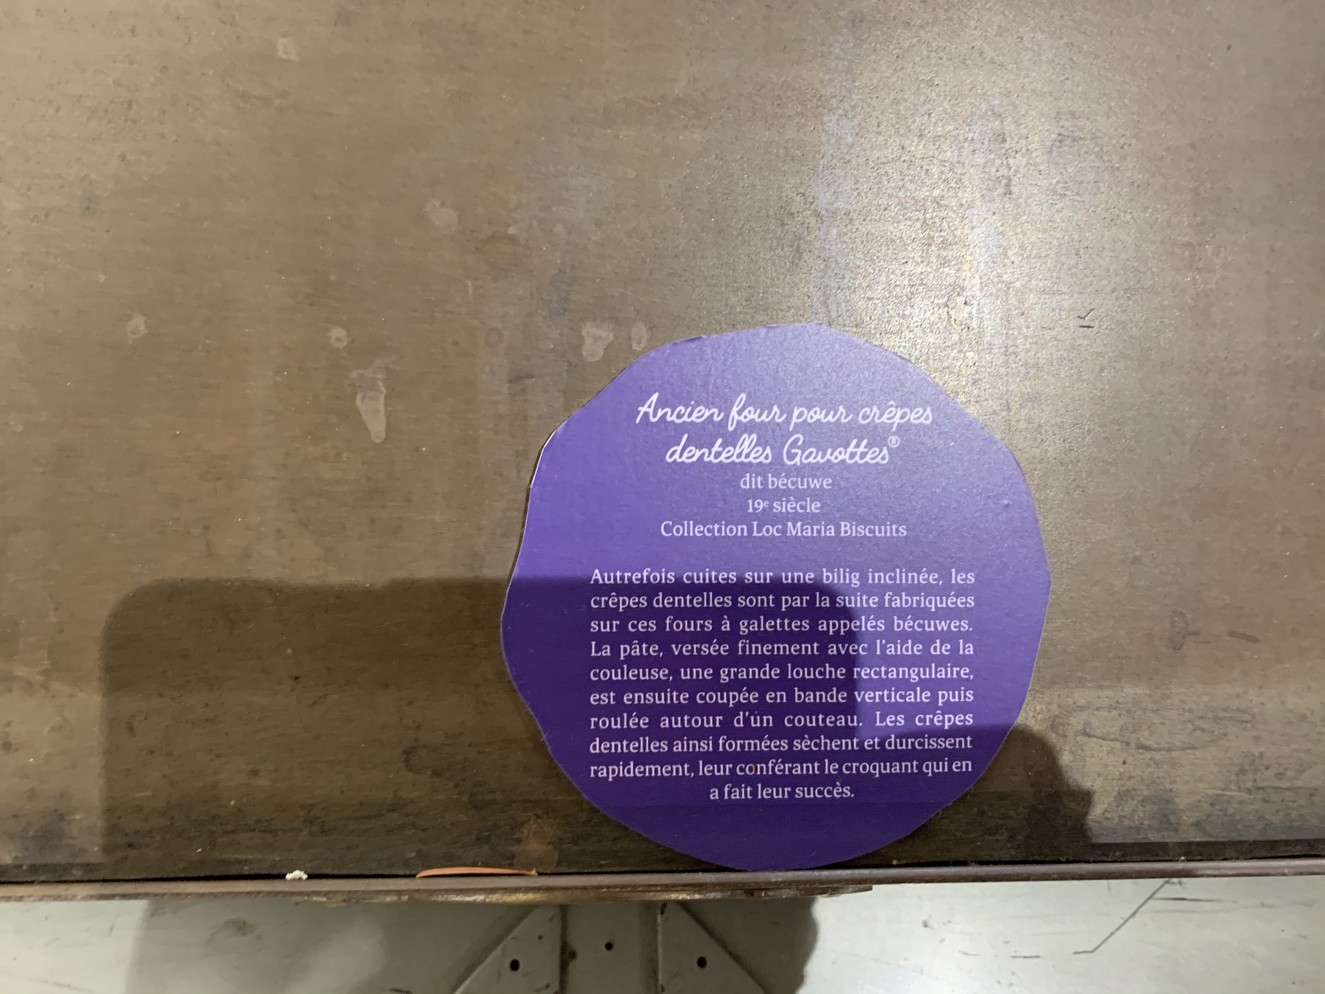 Ancien four pour crêpes
dentelles Gavottes®
dit bécuwe
19e siècle
Collection Loc Maria Biscuits
Autrefois cuites sur une bilig inclinée, les
crêpes dentelles sont par la suite fabriquées
sur ces fours à galettes appelés bécuwes.
La pâte, versée finement avec l'aide de la
couleuse, une grande louche rectangulaire,
est ensuite coupée en bande verticale puis
roulée autour d'un couteau. Les crêpes
dentelles ainsi formées sèchent et durcissent
rapidement, leur conférant le croquant qui en
a fait leur succès.